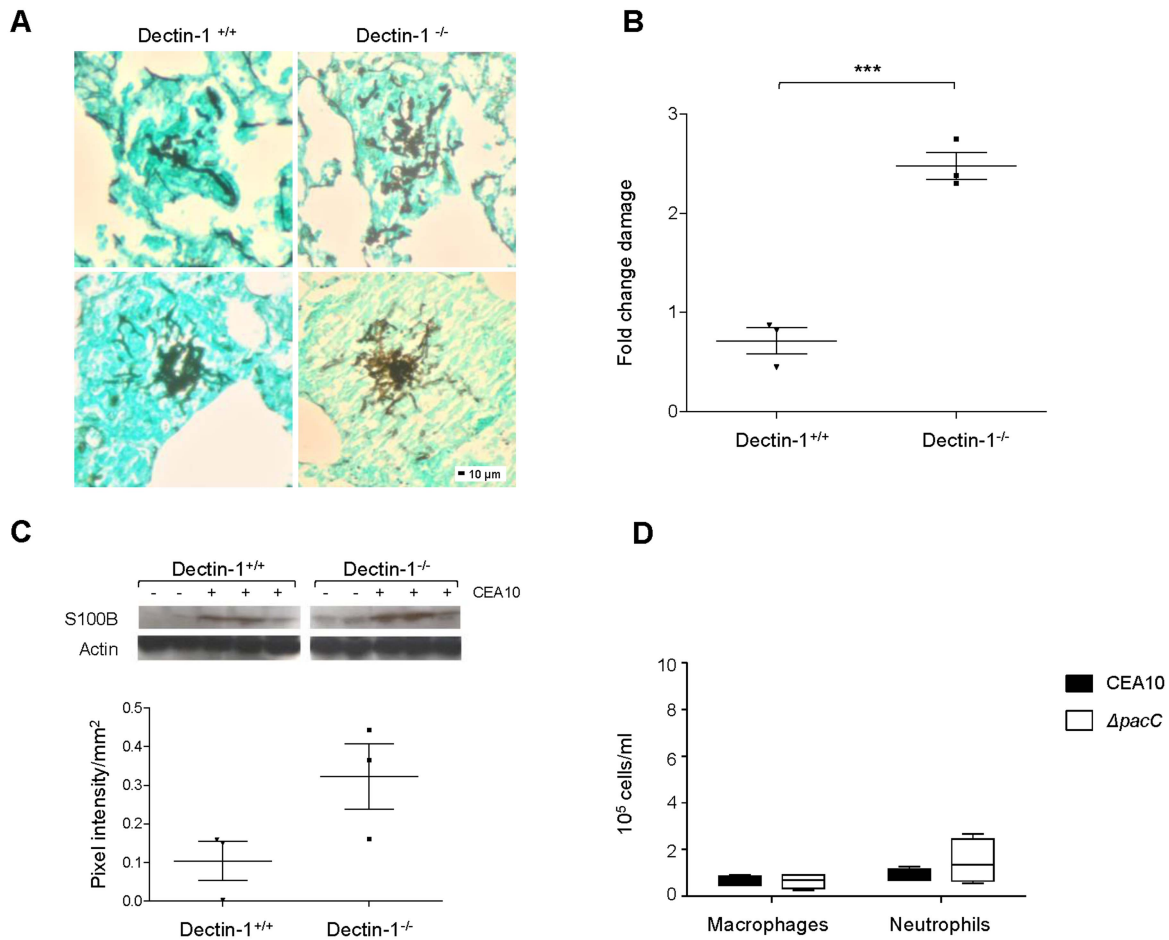 A
Dectin-1 +/+
Dectin-1 -/-
10 µm
B
***
Fold change damage
3
2
1
0
Dectin-1+/+
Dectin-1-/-
C
Dectin-1+/+
Dectin-1-/-
- - + + + - - + + + CEA10
S100B
Actin
Pixel intensity/mm2
0.5
0.4
0.3
0.2
0.1
0.0
Dectin-1+/+
Dectin-1-/-
D
10
8
6
4
2
0
105 cells/ml
Macrophages
Neutrophils
CEA10
ΔpacC